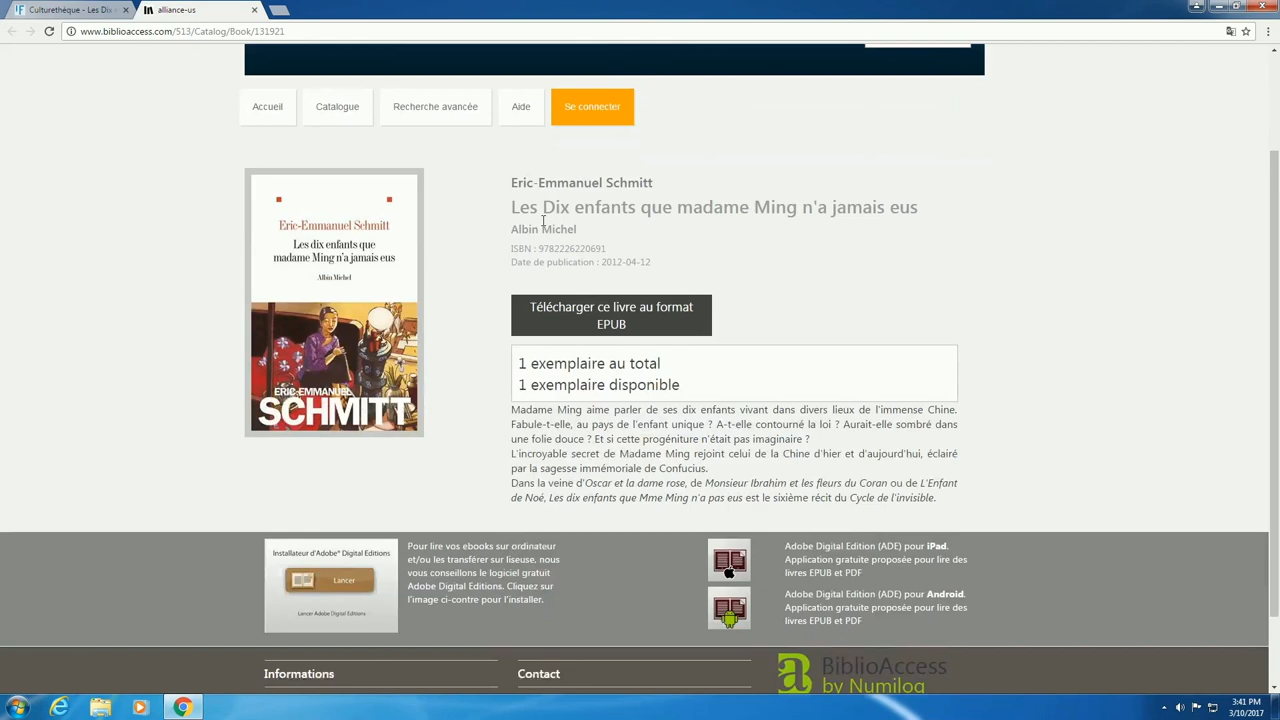 Culturethèque - Les Dix
alliance-us
www.biblioaccess.com/513/Catalog/Book/131921
Accueil
Catalogue
Recherche avancée
Aide
Se connecter
Eric-Emmanuel Schmitt
Les dix enfants que
madame Ming n'a jamais eus
Albin Michel
ERIC-EMMANUEL
SCHMITT
Eric-Emmanuel Schmitt
Les Dix enfants que madame Ming n'a jamais eus
Albin Michel
ISBN : 9782226220691
Date de publication : 2012-04-12
Télécharger ce livre au format
EPUB
1 exemplaire au total
1 exemplaire disponible
Madame Ming aime parler de ses dix enfants vivant dans divers lieux de l'immense Chine.
Fabule-t-elle, au pays de l'enfant unique ? A-t-elle contourné la loi ? Aurait-elle sombré dans
une folie douce ? Et si cette progéniture n'était pas imaginaire ?
L'incroyable secret de Madame Ming rejoint celui de la Chine d'hier et d'aujourd'hui, éclairé
par la sagesse immémoriale de Confucius.
Dans la veine d'Oscar et la dame rose, de Monsieur Ibrahim et les fleurs du Coran ou de L'Enfant
de Noé, Les dix enfants que Mme Ming n'a pas eus est le sixième récit du Cycle de l'invisible.
Installateur d'Adobe® Digital Editions
Lancer
Lancer Adobe Digital Editions
Pour lire vos ebooks sur ordinateur
et/ou les transférer sur liseuse, nous
vous conseillons le logiciel gratuit
Adobe Digital Editions. Cliquez sur
l'image ci-contre pour l'installer.
Adobe Digital Edition (ADE) pour iPad.
Application gratuite proposée pour lire des
livres EPUB et PDF
Adobe Digital Edition (ADE) pour Android.
Application gratuite proposée pour lire des
livres EPUB et PDF
Informations
Contact
BiblioAccess
by Numilog
3:41 PM
3/10/2017